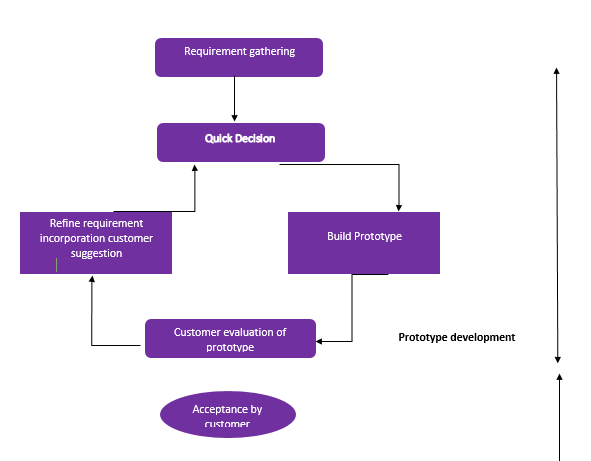 Requirement gathering
Quick Decision
Refine requirement
incorporation customer
suggestion
Build Prototype
Customer evaluation of
prototype
Prototype development
Acceptance by
customer